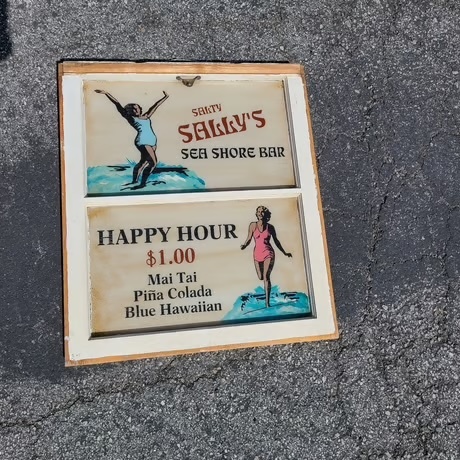 SALTY
SALLY'S
SEA SHORE BAR
HAPPY HOUR
$1.00
Mai Tai
Piña Colada
Blue Hawaiian